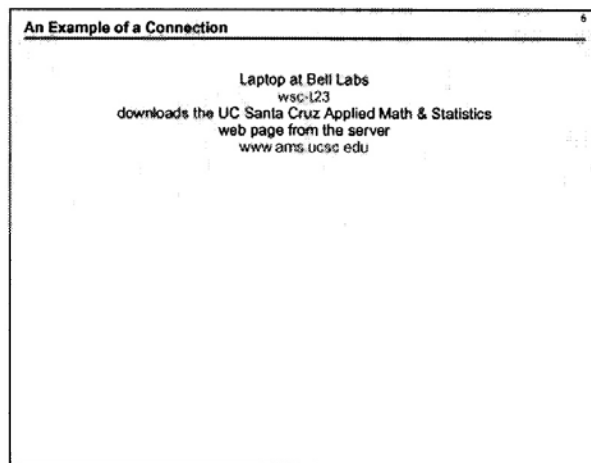 An Example of a Connection
6
Laptop at Bell Labs
wsc-t23
downloads the UC Santa Cruz Applied Math & Statistics
web page from the server
www.ams.ucsc.edu